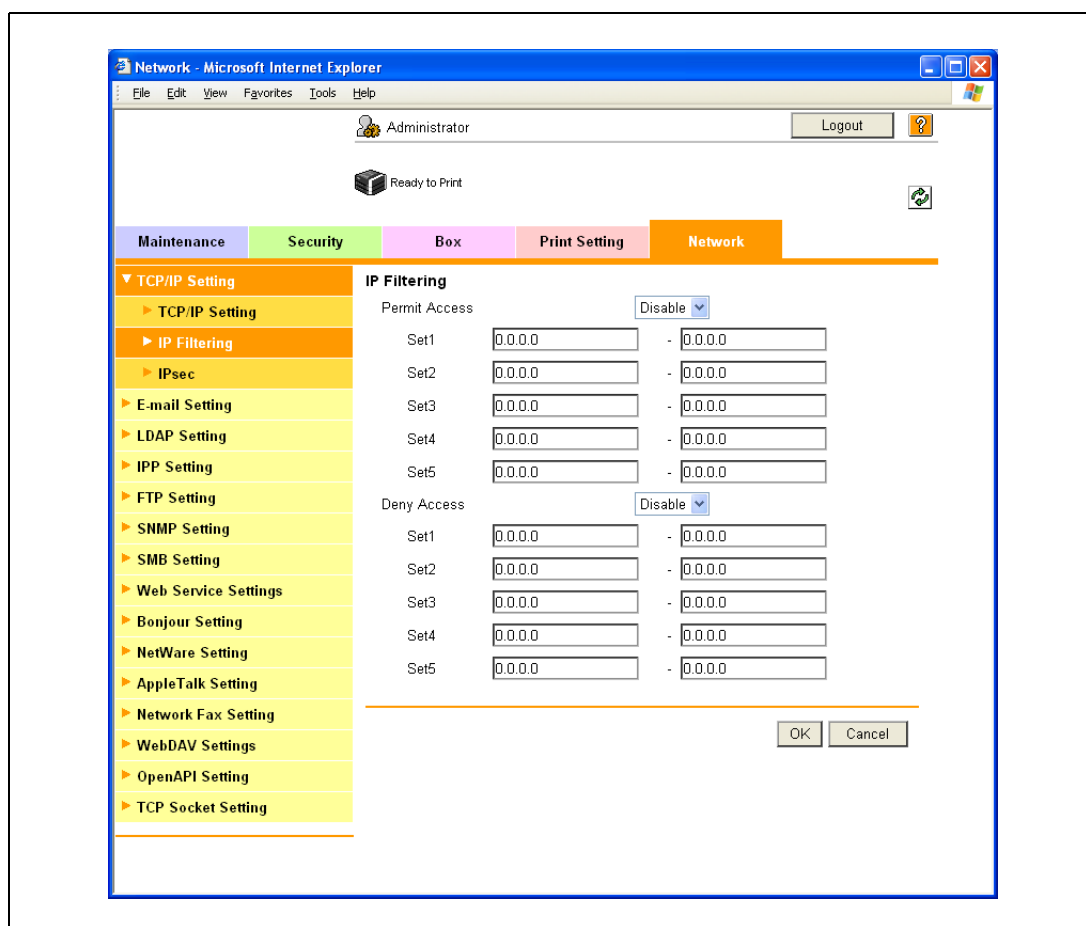 Network - Microsoft Internet Explorer
File Edit View Favorites Tools Help
Administrator Logout ?
Ready to Print
Maintenance Security Box Print Setting Network
TCP/IP Setting
TCP/IP Setting
IP Filtering
IPsec
E-mail Setting
LDAP Setting
IPP Setting
FTP Setting
SNMP Setting
SMB Setting
Web Service Settings
Bonjour Setting
NetWare Setting
AppleTalk Setting
Network Fax Setting
WebDAV Settings
OpenAPI Setting
TCP Socket Setting
IP Filtering
Permit Access Disable
Set1 0.0.0.0 - 0.0.0.0
Set2 0.0.0.0 - 0.0.0.0
Set3 0.0.0.0 - 0.0.0.0
Set4 0.0.0.0 - 0.0.0.0
Set5 0.0.0.0 - 0.0.0.0
Deny Access Disable
Set1 0.0.0.0 - 0.0.0.0
Set2 0.0.0.0 - 0.0.0.0
Set3 0.0.0.0 - 0.0.0.0
Set4 0.0.0.0 - 0.0.0.0
Set5 0.0.0.0 - 0.0.0.0
OK Cancel